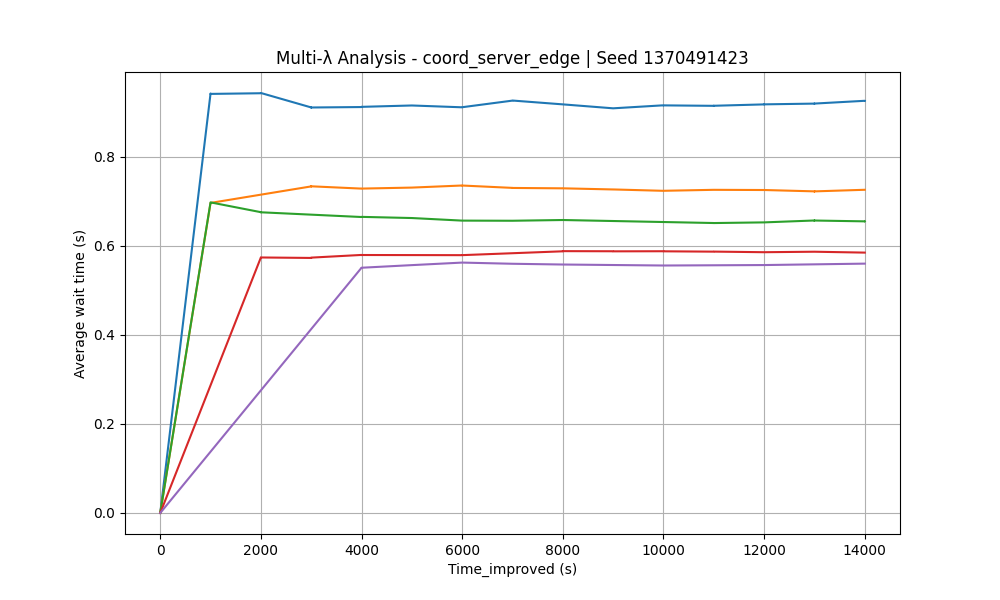 Multi-λ Analysis - coord_server_edge | Seed 1370491423
Average wait time (s)
0.8
0.6
0.4
0.2
0.0
0 2000 4000 6000 8000 10000 12000 14000
Time_improved (s)